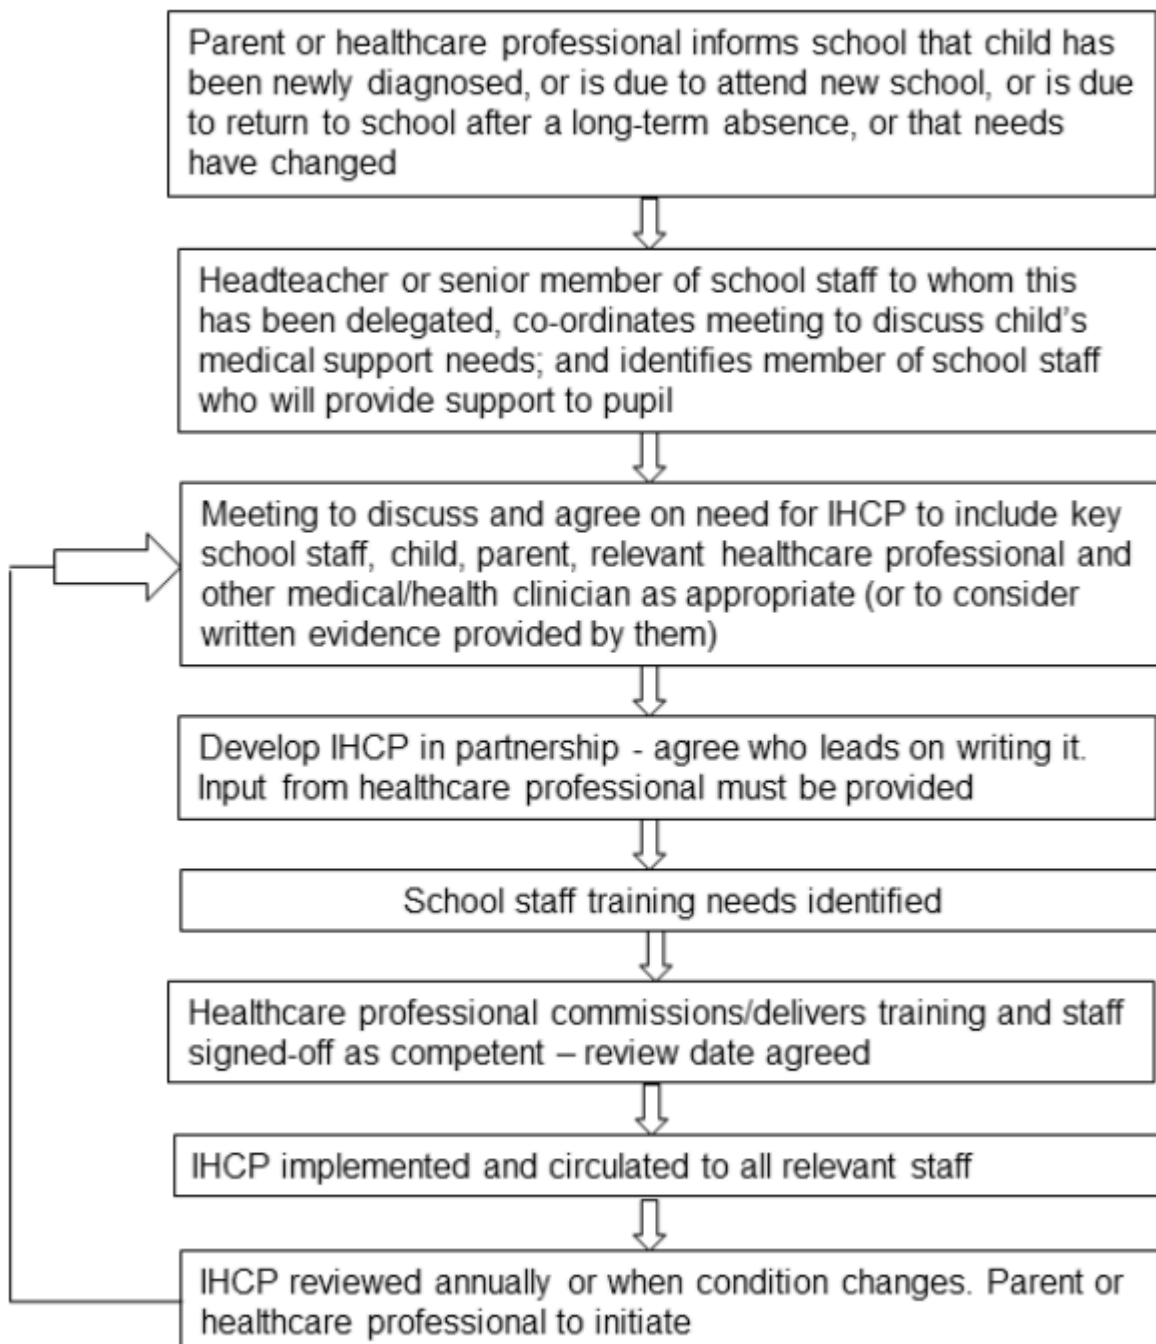 Parent or healthcare professional informs school that child has
been newly diagnosed, or is due to attend new school, or is due
to return to school after a long-term absence, or that needs
have changed
Headteacher or senior member of school staff to whom this
has been delegated, co-ordinates meeting to discuss child's
medical support needs; and identifies member of school staff
who will provide support to pupil
Meeting to discuss and agree on need for IHCP to include key
school staff, child, parent, relevant healthcare professional and
other medical/health clinician as appropriate (or to consider
written evidence provided by them)
Develop IHCP in partnership - agree who leads on writing it.
Input from healthcare professional must be provided
School staff training needs identified
Healthcare professional commissions/delivers training and staff
signed-off as competent – review date agreed
IHCP implemented and circulated to all relevant staff
IHCP reviewed annually or when condition changes. Parent or
healthcare professional to initiate